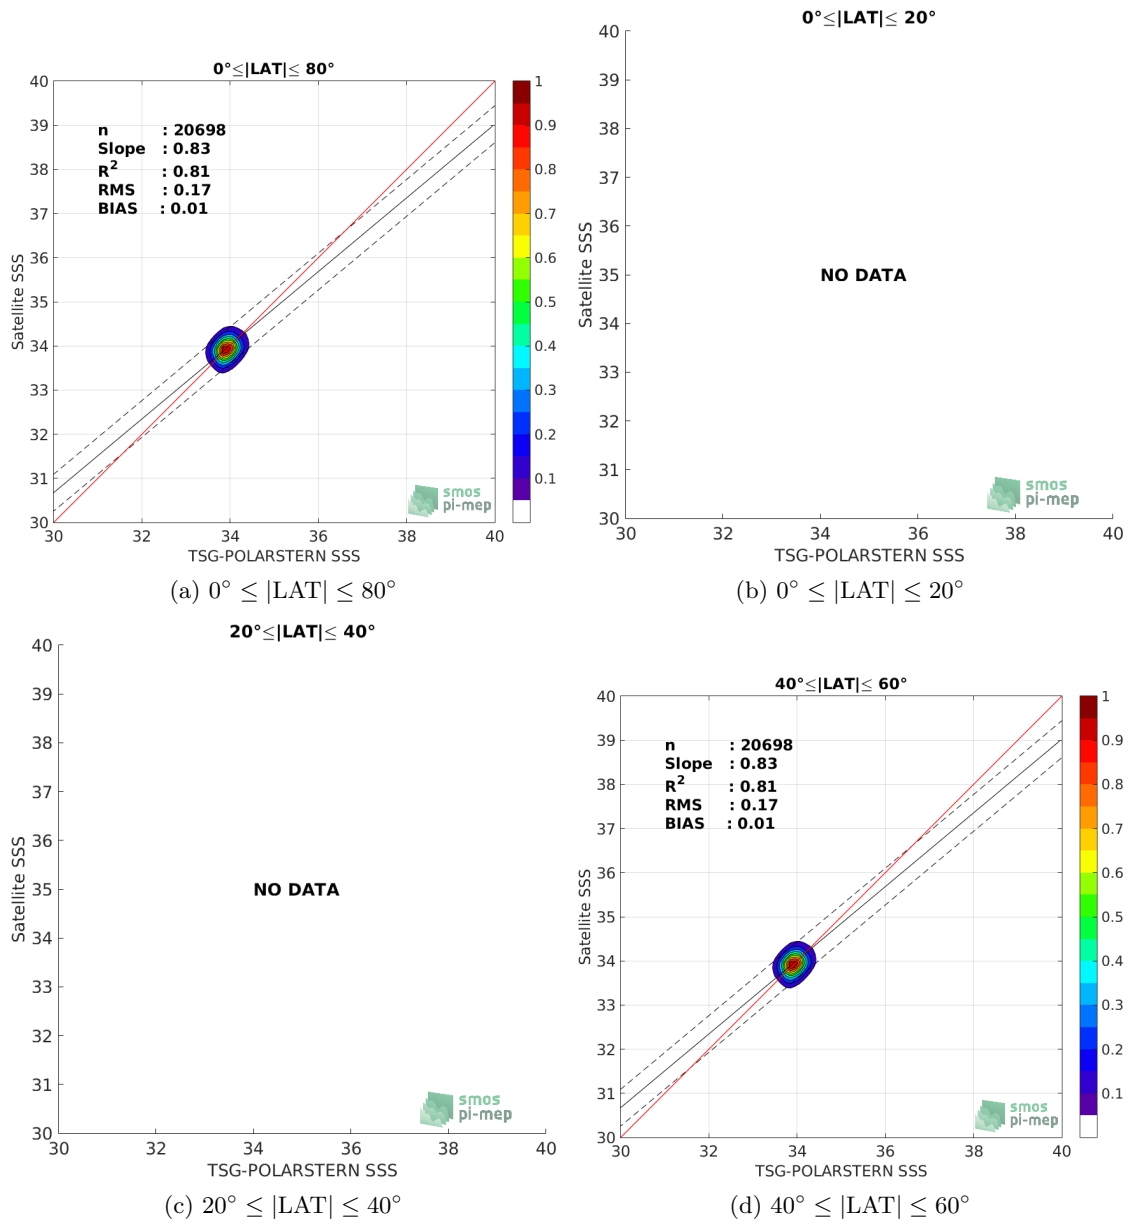 0°≤|LAT|≤ 80°
40
39
38
37
36
35
34
33
32
31
30
Satellite SSS
n : 20698
Slope : 0.83
R² : 0.81
RMS : 0.17
BIAS : 0.01
smos
pi-mep
30 32 34 36 38 40
TSG-POLARSTERN SSS
1
0.9
0.8
0.7
0.6
0.5
0.4
0.3
0.2
0.1
(a) 0° ≤ |LAT| ≤ 80°
0°≤|LAT|≤ 20°
40
39
38
37
36
35
34
33
32
31
30
Satellite SSS
NO DATA
smos
pi-mep
30 32 34 36 38 40
TSG-POLARSTERN SSS
(b) 0° ≤ |LAT| ≤ 20°
20°≤|LAT|≤ 40°
40
39
38
37
36
35
34
33
32
31
30
Satellite SSS
NO DATA
smos
pi-mep
30 32 34 36 38 40
TSG-POLARSTERN SSS
(c) 20° ≤ |LAT| ≤ 40°
40°≤|LAT|≤ 60°
40
39
38
37
36
35
34
33
32
31
30
Satellite SSS
n : 20698
Slope : 0.83
R² : 0.81
RMS : 0.17
BIAS : 0.01
smos
pi-mep
30 32 34 36 38 40
TSG-POLARSTERN SSS
1
0.9
0.8
0.7
0.6
0.5
0.4
0.3
0.2
0.1
(d) 40° ≤ |LAT| ≤ 60°